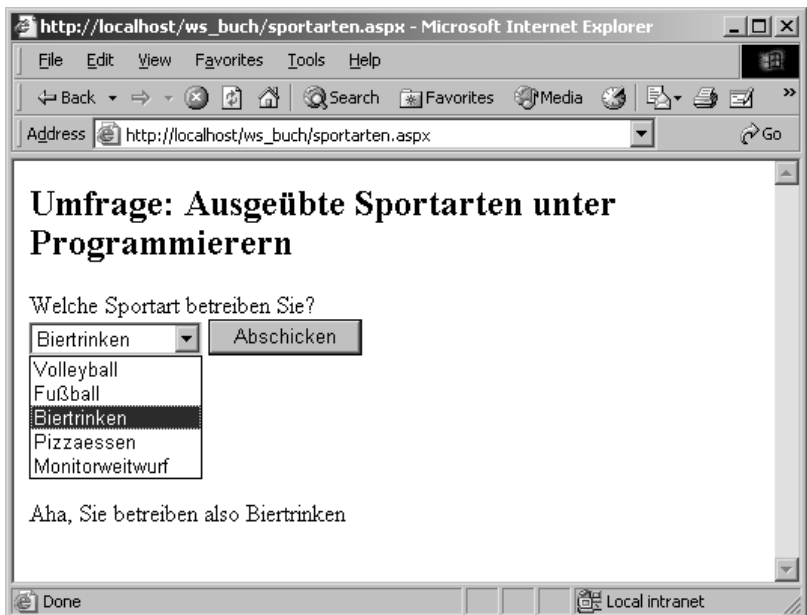 http://localhost/ws_buch/sportarten.aspx - Microsoft Internet Explorer
File Edit View Favorites Tools Help
Back Search Favorites Media »
Address http://localhost/ws_buch/sportarten.aspx Go
Umfrage: Ausgeübte Sportarten unter
Programmierern
Welche Sportart betreiben Sie?
Biertrinken Abschicken
Volleyball
Fußball
Biertrinken
Pizzaessen
Monitorweitwurf
Aha, Sie betreiben also Biertrinken
Done Local intranet